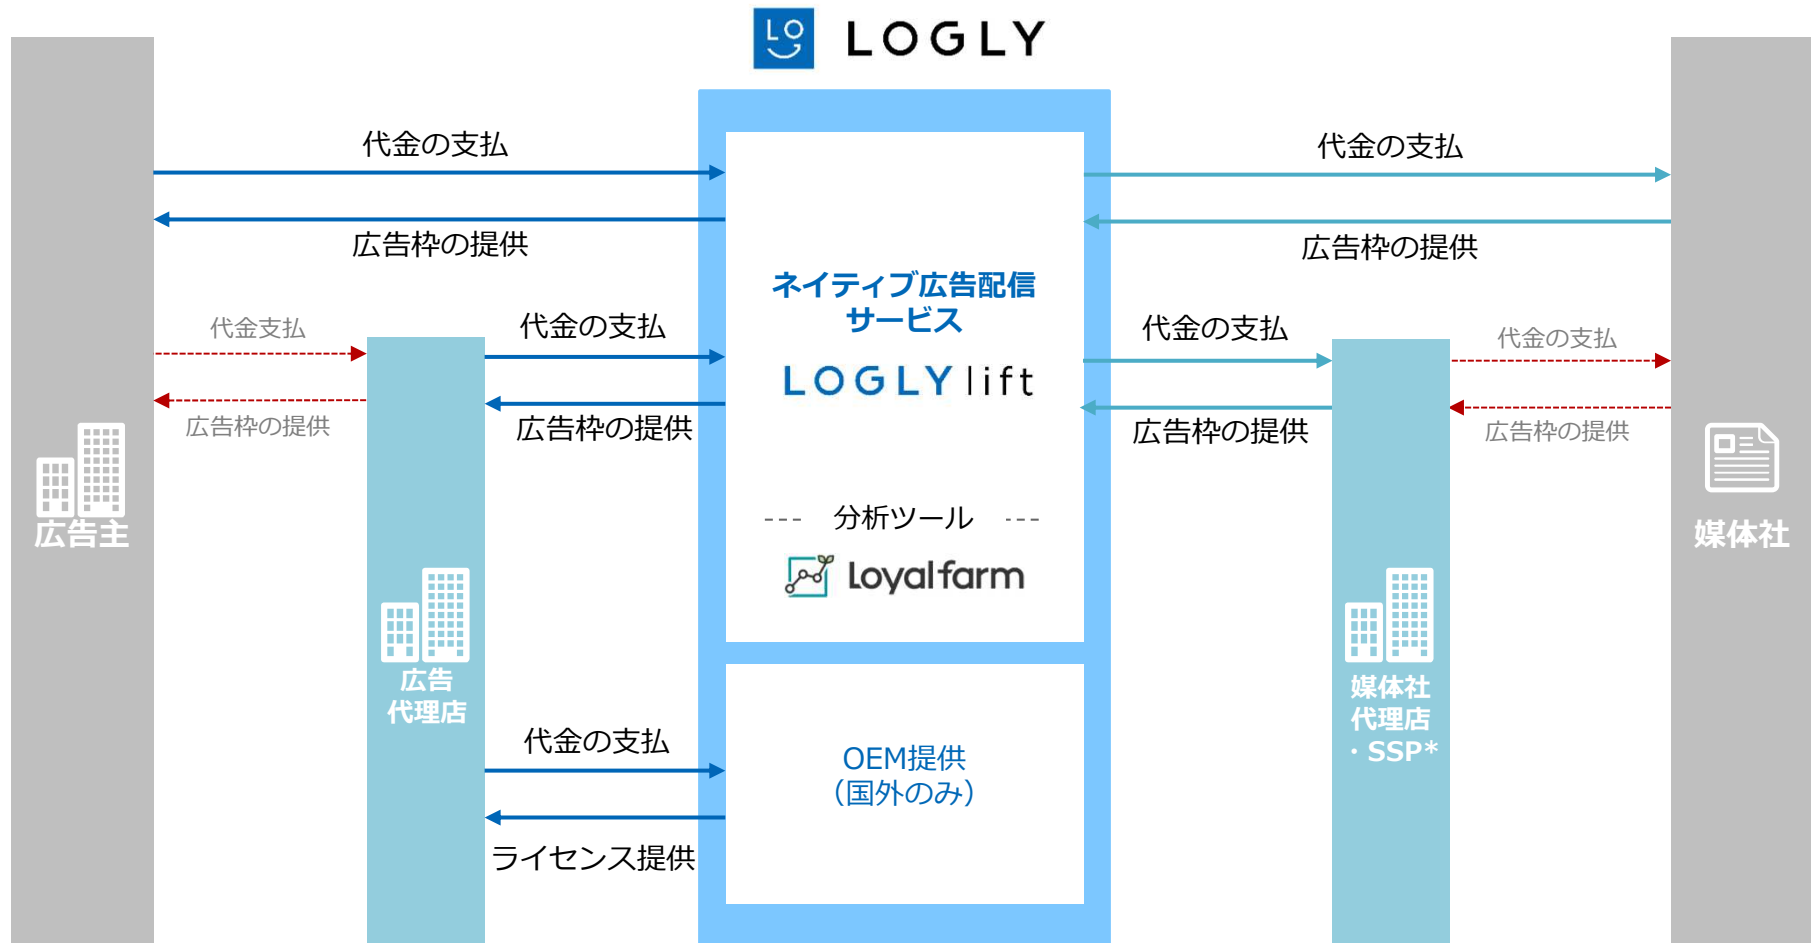 LO
LOGLY
代金の支払
代金の支払
広告枠の提供
広告枠の提供
ネイティブ広告配信
サービス
LOGLY lift
代金支払
代金の支払
代金の支払
代金の支払
広告枠の提供
広告枠の提供
広告枠の提供
広告枠の提供
広告主
媒体社
分析ツール
Loyalfarm
広告
代理店
媒体社
代理店
・SSP*
代金の支払
OEM提供
（国外のみ）
ライセンス提供